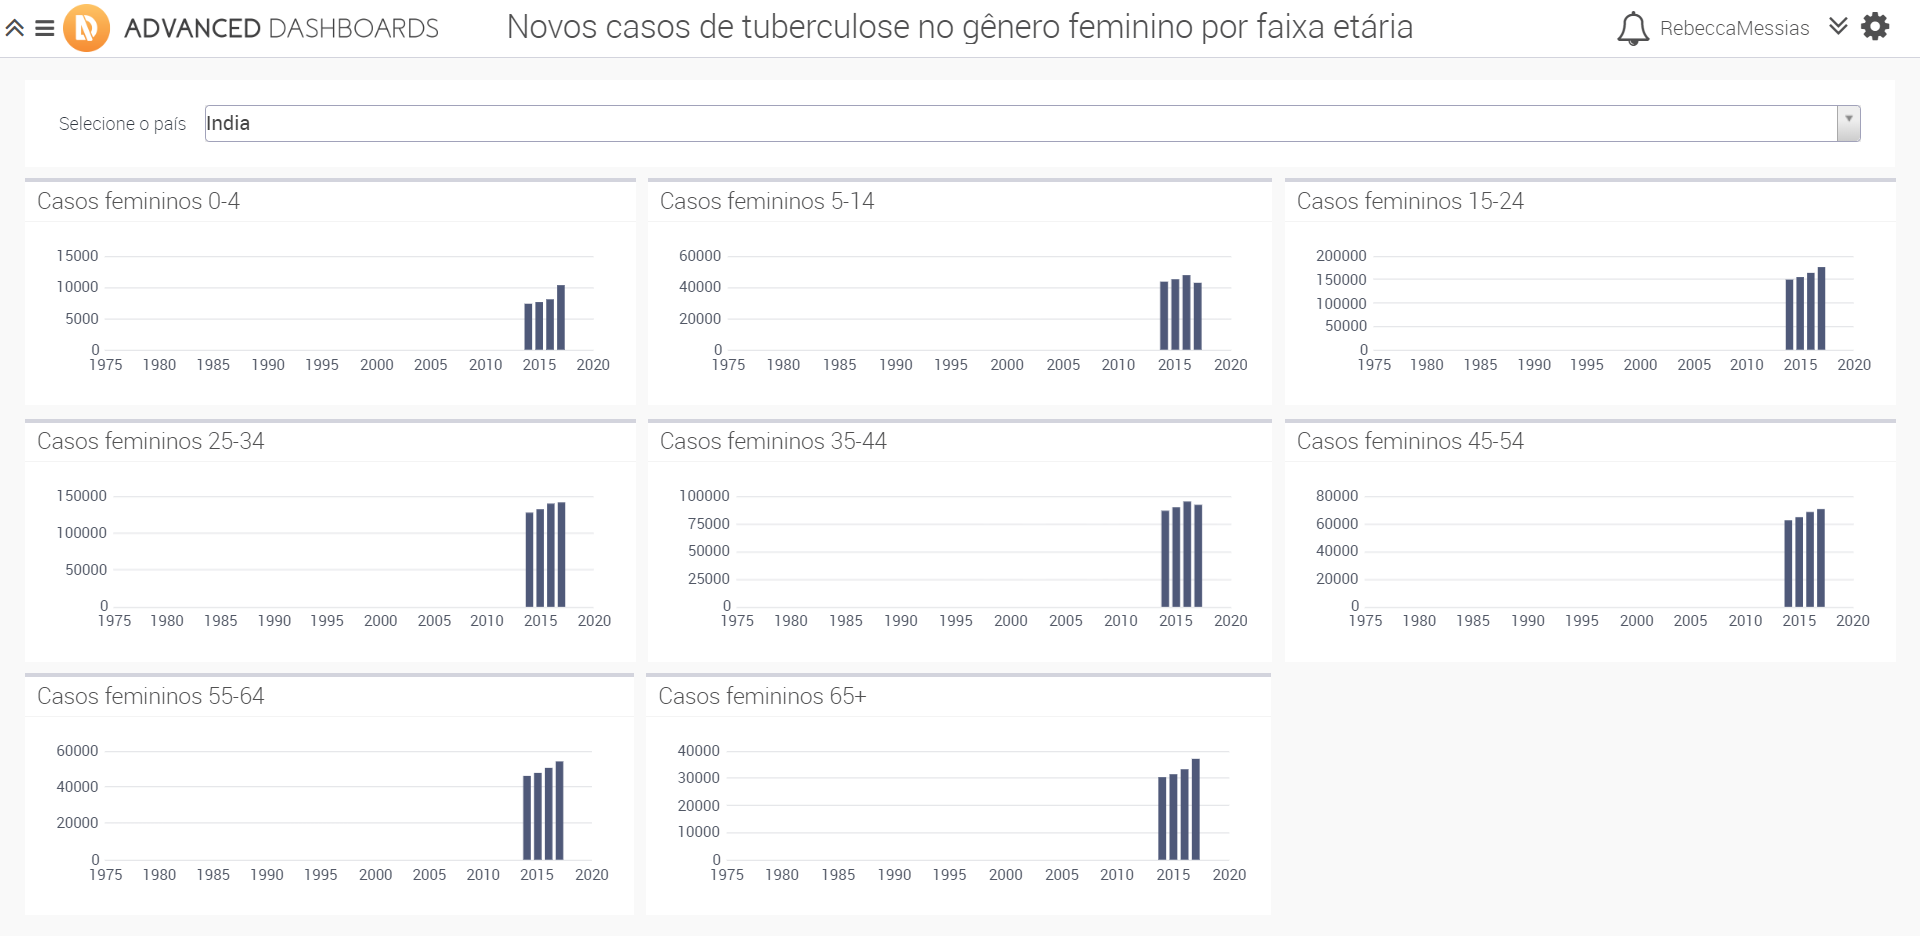 ADVANCED DASHBOARDS Novos casos de tuberculose no gênero feminino por faixa etária RebeccaMessias
Selecione o país India
Casos femininos 0-4
15000
10000
5000
0
1975 1980 1985 1990 1995 2000 2005 2010 2015 2020
Casos femininos 5-14
60000
40000
20000
0
1975 1980 1985 1990 1995 2000 2005 2010 2015 2020
Casos femininos 15-24
200000
150000
100000
50000
0
1975 1980 1985 1990 1995 2000 2005 2010 2015 2020
Casos femininos 25-34
150000
100000
50000
0
1975 1980 1985 1990 1995 2000 2005 2010 2015 2020
Casos femininos 35-44
100000
75000
50000
25000
0
1975 1980 1985 1990 1995 2000 2005 2010 2015 2020
Casos femininos 45-54
80000
60000
40000
20000
0
1975 1980 1985 1990 1995 2000 2005 2010 2015 2020
Casos femininos 55-64
60000
40000
20000
0
1975 1980 1985 1990 1995 2000 2005 2010 2015 2020
Casos femininos 65+
40000
30000
20000
10000
0
1975 1980 1985 1990 1995 2000 2005 2010 2015 2020